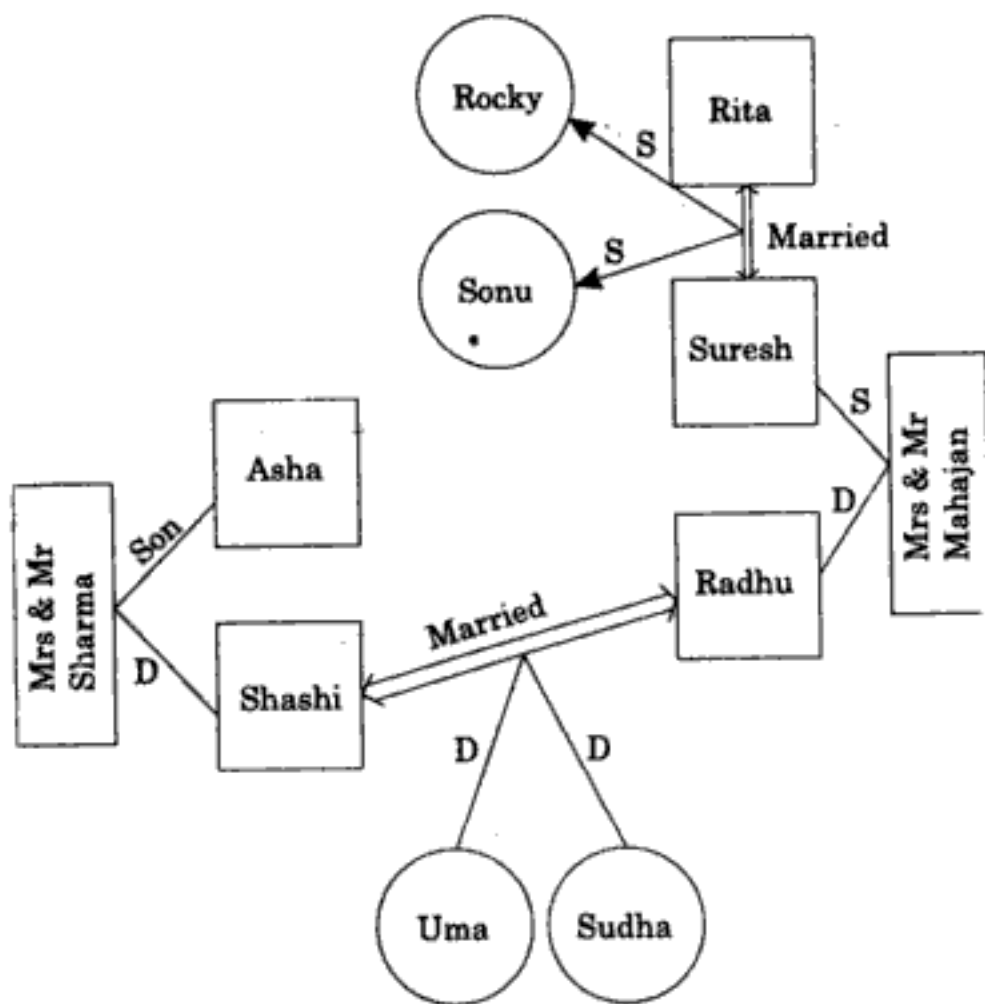 Rocky
Rita
S
Married
S
Sonu
Suresh
S
Mrs & Mr
Mahajan
D
Asha
Radhu
Son
Mrs & Mr
Sharma
Married
D
Shashi
D
D
Uma
Sudha